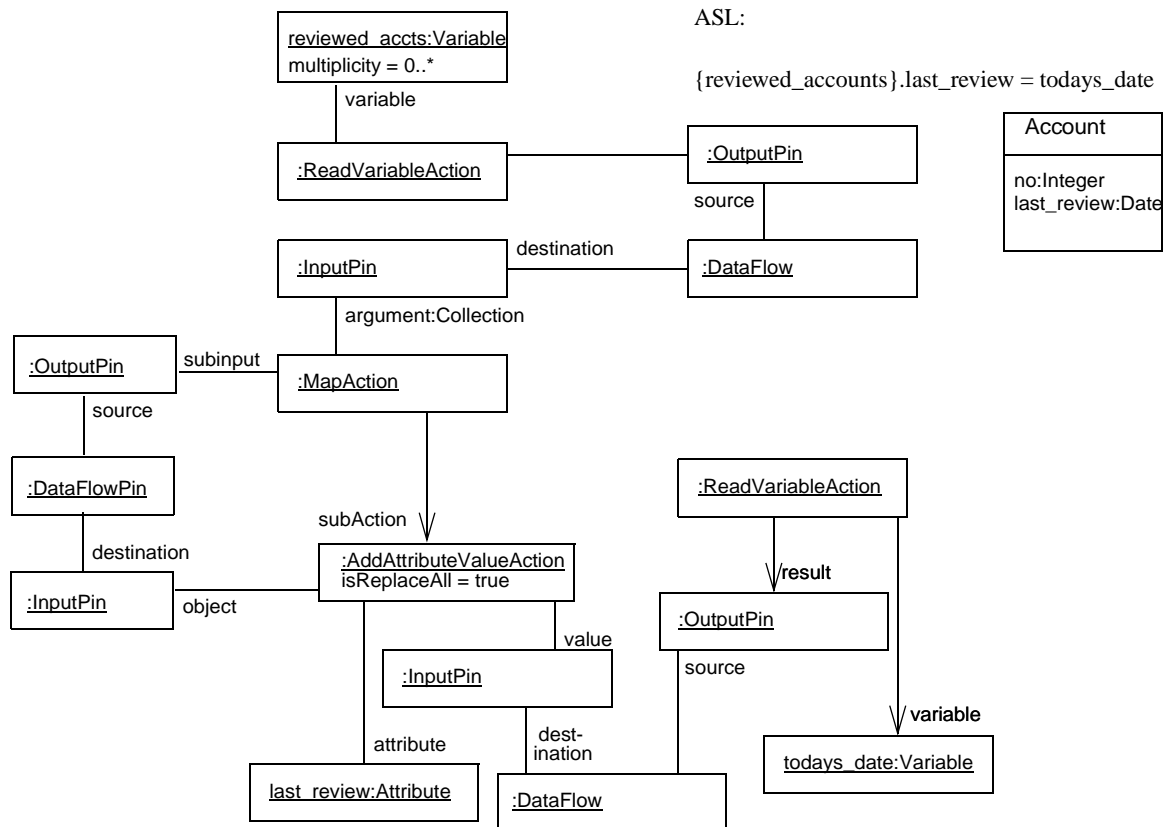 ASL:
reviewed_accts:Variable
multiplicity = 0..*
{reviewed_accounts}.last_review = todays_date
variable
Account
:ReadVariableAction
:OutputPin
no:Integer
last_review:Date
source
destination
:InputPin
:DataFlow
argument:Collection
:OutputPin
subinput
:MapAction
source
:DataFlowPin
:ReadVariableAction
subAction
destination
:AddAttributeValueAction
isReplaceAll = true
result
:InputPin
object
:OutputPin
value
:InputPin
source
variable
attribute
dest-
ination
todays_date:Variable
last_review:Attribute
:DataFlow